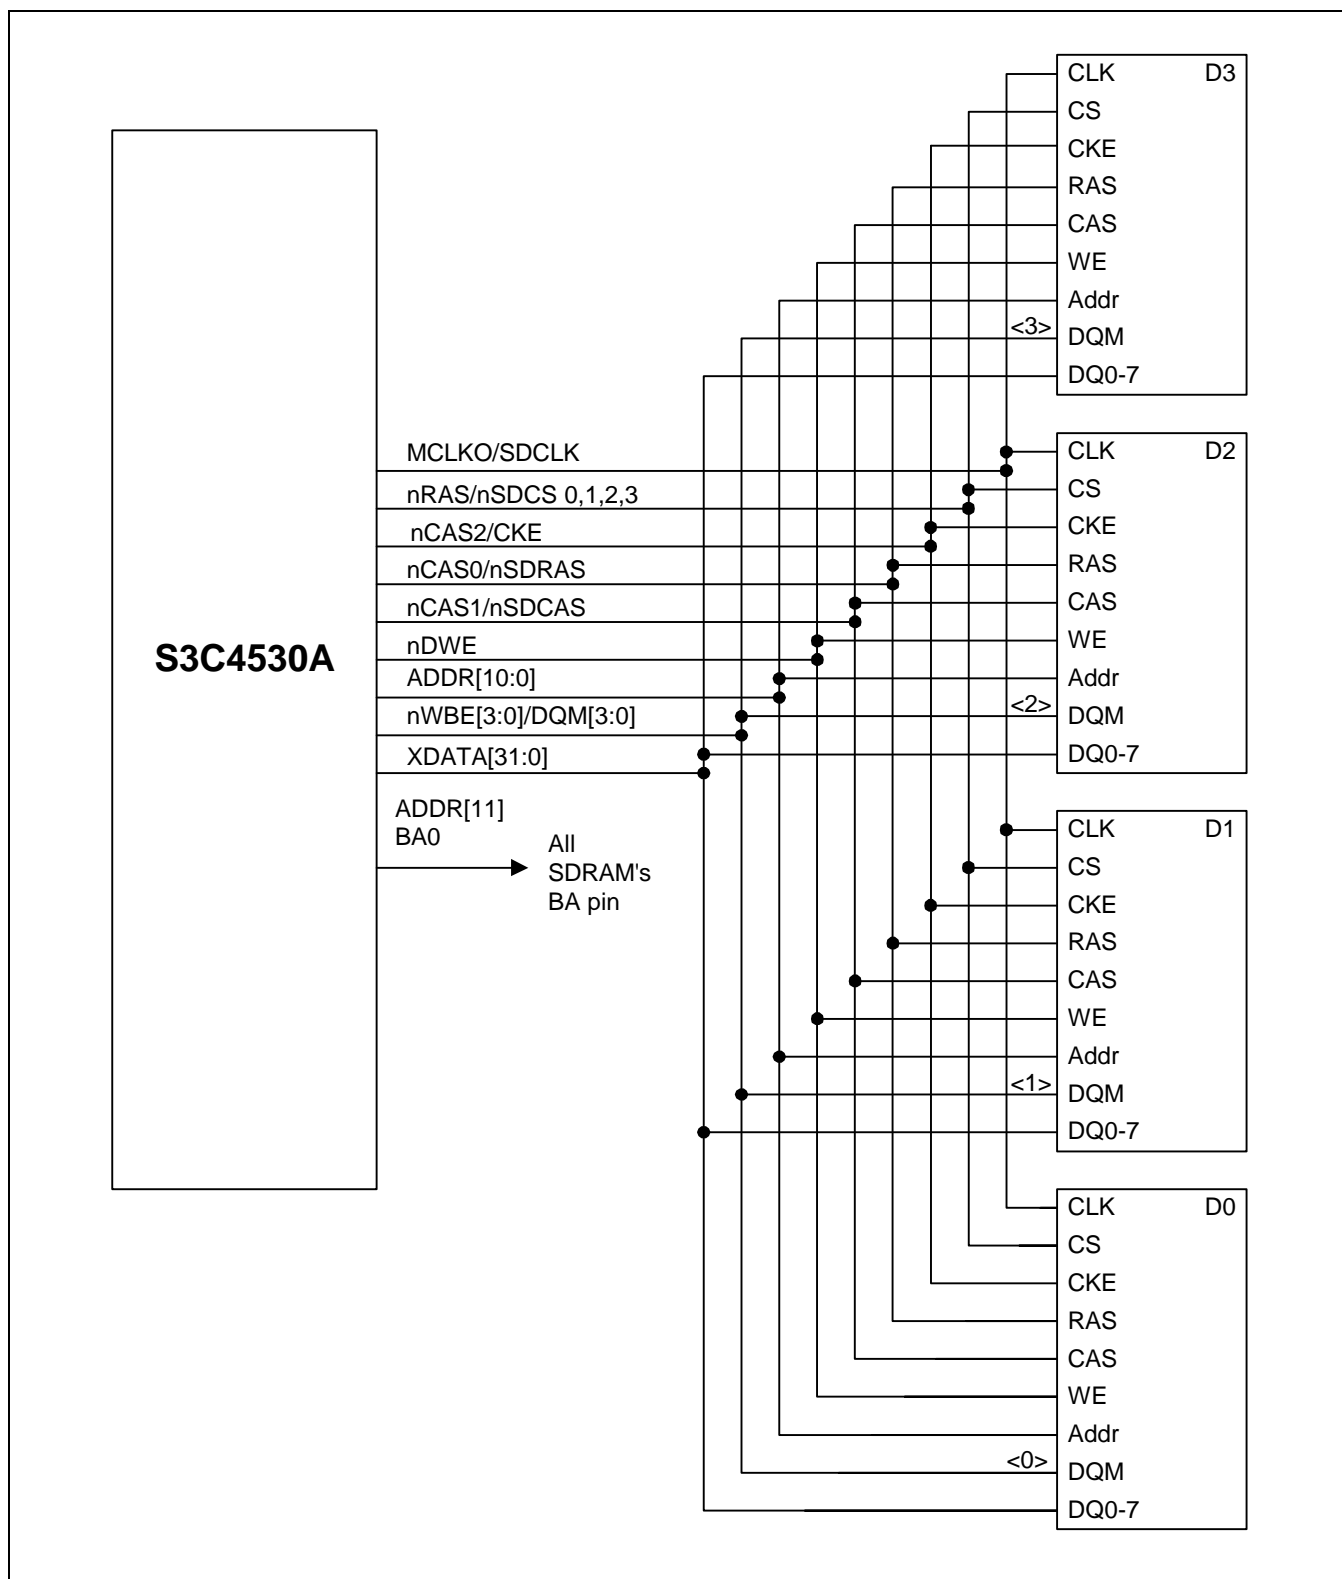 S3C4530A
MCLKO/SDCLK
nRAS/nSDCS 0,1,2,3
nCAS2/CKE
nCAS0/nSDRAS
nCAS1/nSDCAS
nDWE
ADDR[10:0]
nWBE[3:0]/DQM[3:0]
XDATA[31:0]
ADDR[11]
BA0
All
SDRAM's
BA pin
CLK D3
CS
CKE
RAS
CAS
WE
Addr
<3> DQM
DQ0-7
CLK D2
CS
CKE
RAS
CAS
WE
Addr
<2> DQM
DQ0-7
CLK D1
CS
CKE
RAS
CAS
WE
Addr
<1> DQM
DQ0-7
CLK D0
CS
CKE
RAS
CAS
WE
Addr
<0> DQM
DQ0-7